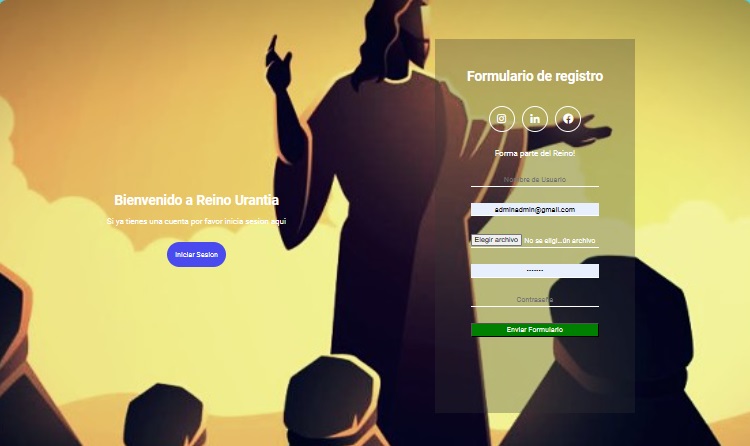 Bienvenido a Reino Urantia
Si ya tienes una cuenta por favor inicia sesion aqui
Iniciar Sesion
Formulario de registro
Forma parte del Reino!
Nombre de Usuario
adminadmin@gmail.com
Elegir archivo No se eligi...ún archivo
·······
Contraseña
Enviar Formulario